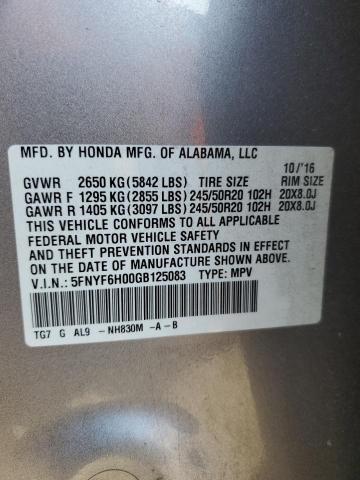 MFD. BY HONDA MFG. OF ALABAMA, LLC 10/'16
GVWR 2650 KG(5842 LBS) TIRE SIZE RIM SIZE
GAWR F 1295 KG(2855 LBS) 245/50R20 102H 20X8.0J
GAWR R 1405 KG(3097 LBS) 245/50R20 102H 20X8.0J
THIS VEHICLE CONFORMS TO ALL APPLICABLE
FEDERAL MOTOR VEHICLE SAFETY, BUMPER
AND THEFT PREVENTION STANDARDS IN EFFECT
ON THE DATE OF MANUFACTURE SHOWN ABOVE.
V.I.N.: 5FNYF6H00GB125083 TYPE: MPV
TG7 G AL9 -NH830M -A-B